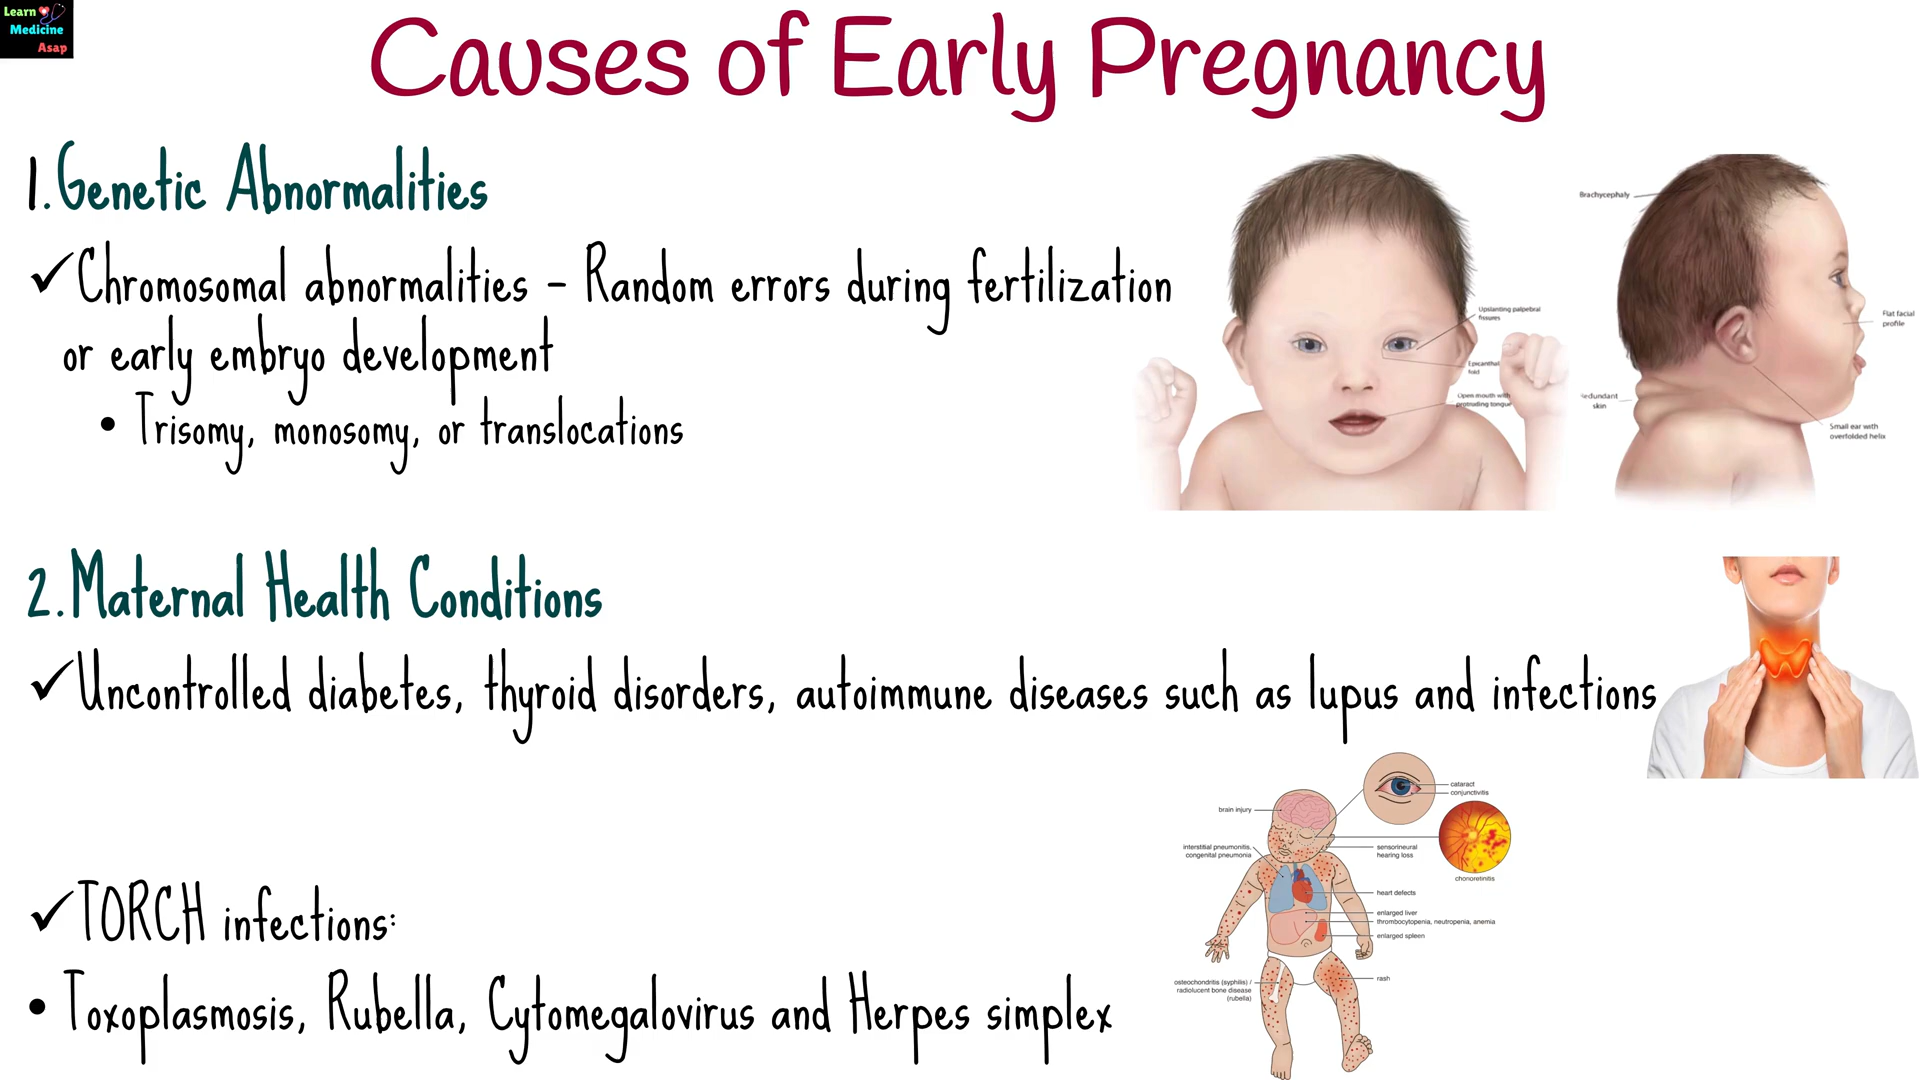 Learn
Medicine
Asap
Causes of Early Pregnancy
1.Genetic Abnormalities
✓Chromosomal abnormalities – Random errors during fertilization
or early embryo development
• Trisomy, monosomy, or translocations
Upslanting palpebral
fissures
Epicanthal
fold
Open mouth with
protruding tongue
Brachycephaly
Flat facial
profile
Redundant
skin
Small ear with
overfolded helix
2.Maternal Health Conditions
✓Uncontrolled diabetes, thyroid disorders, autoimmune diseases such as lupus and infections
✓TORCH infections:
• Toxoplasmosis, Rubella, Cytomegalovirus and Herpes simplex
cataract
conjunctivitis
brain injury
interstitial pneumonitis,
congenital pneumonia
sensorineural
hearing loss
chorioretinitis
heart defects
enlarged liver
thrombocytopenia, neutropenia, anemia
enlarged spleen
rash
osteochondritis (syphilis) /
radiolucent bone disease
(rubella)